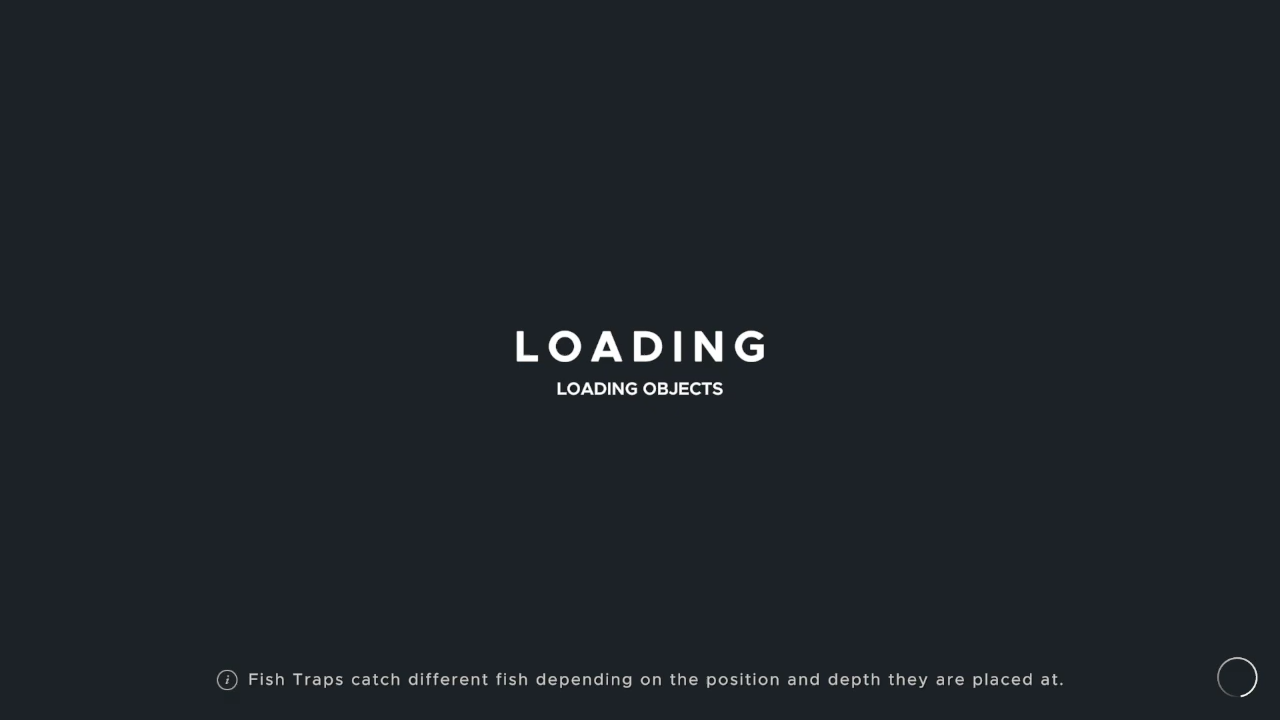 LOADING
LOADING OBJECTS
Fish Traps catch different fish depending on the position and depth they are placed at.